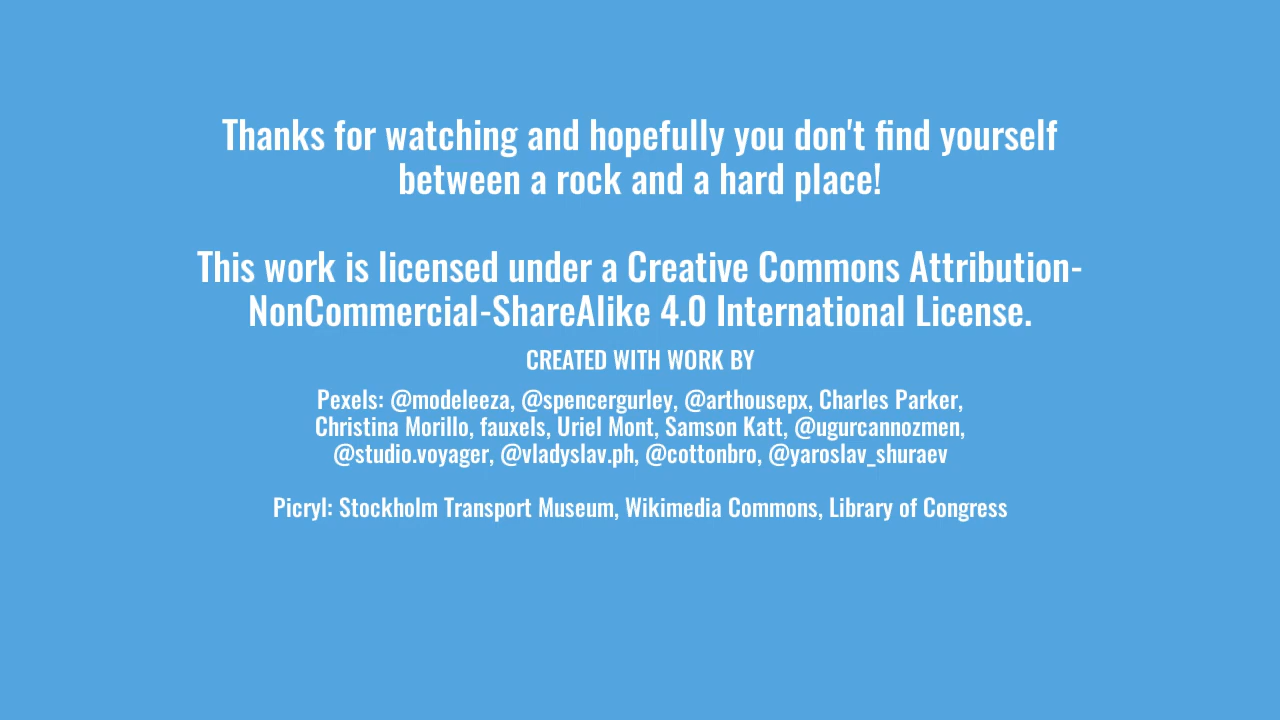 Thanks for watching and hopefully you don't find yourself
between a rock and a hard place!
This work is licensed under a Creative Commons Attribution-
NonCommercial-ShareAlike 4.0 International License.
CREATED WITH WORK BY
Pexels: @modeleeza, @spencergurley, @arthousepx, Charles Parker,
Christina Morillo, fauxels, Uriel Mont, Samson Katt, @ugurcannozmen,
@studio.voyager, @vladyslav.ph, @cottonbro, @yaroslav_shuraev
Picryl: Stockholm Transport Museum, Wikimedia Commons, Library of Congress